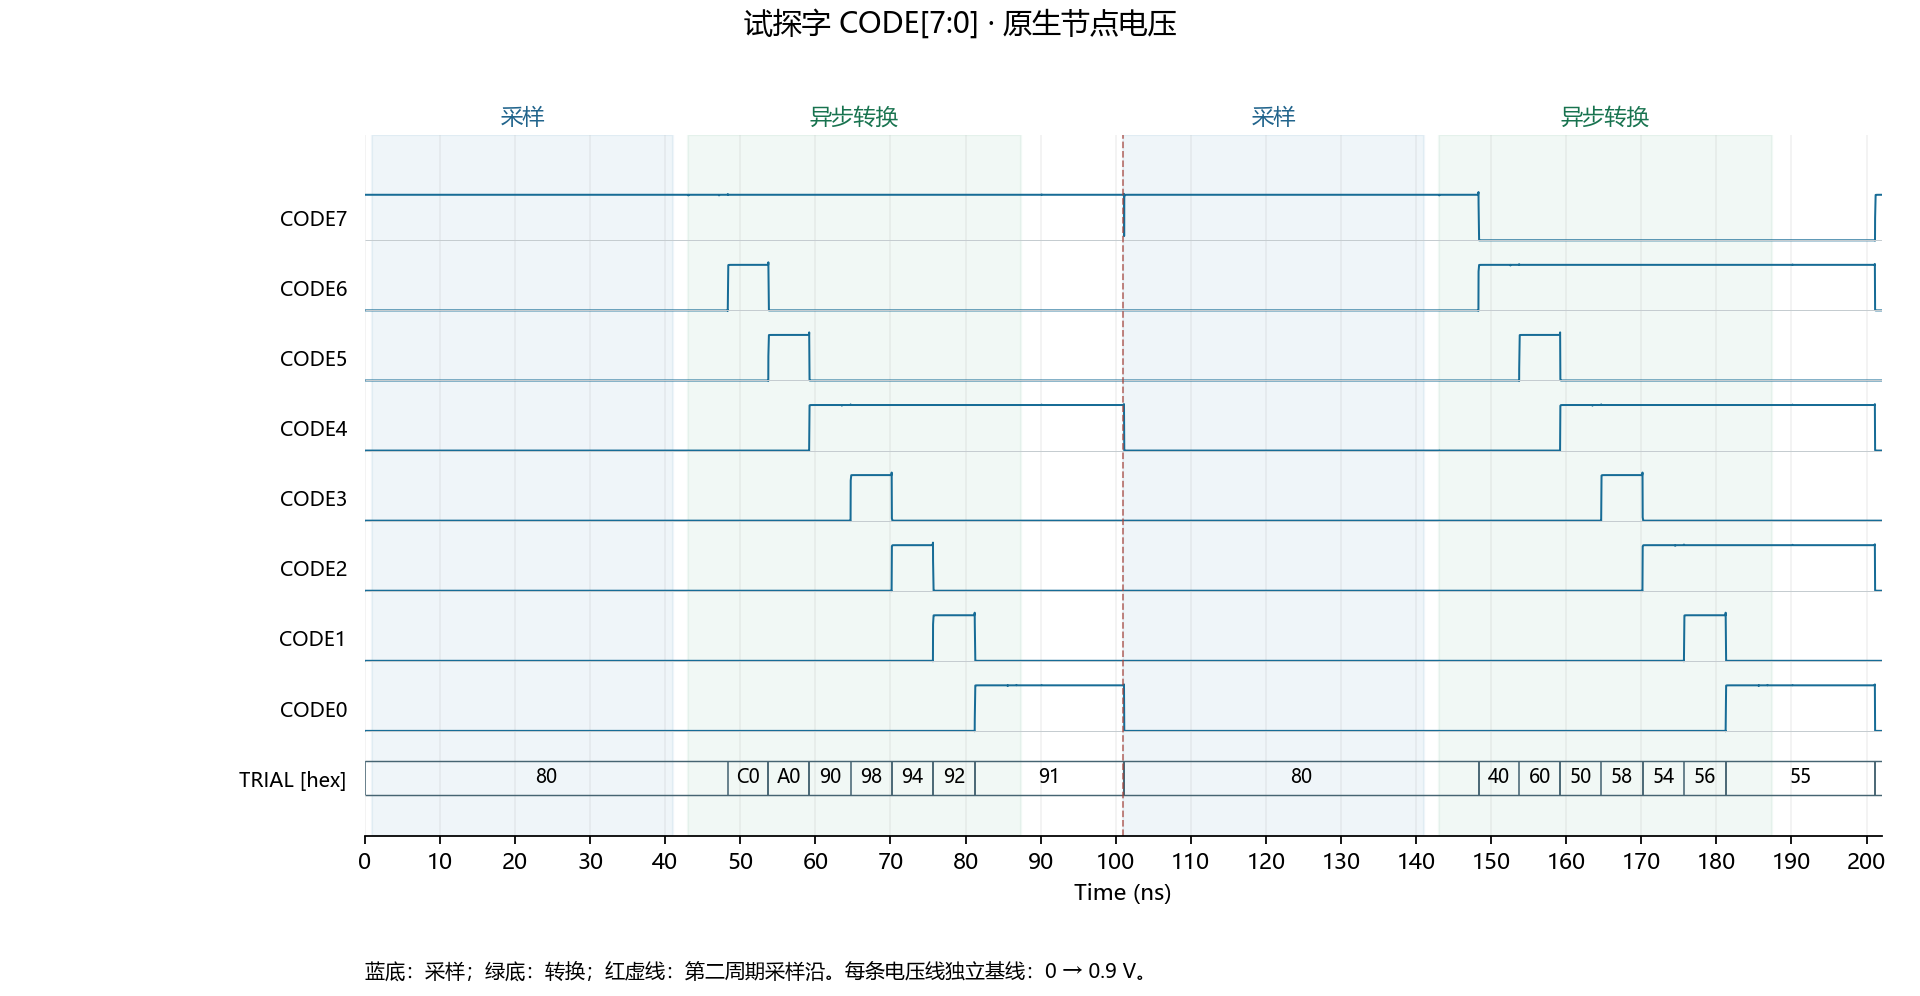 试探字 CODE[7:0] · 原生节点电压
采样 异步转换 采样 异步转换
CODE7
CODE6
CODE5
CODE4
CODE3
CODE2
CODE1
CODE0
TRIAL [hex] 80 C0 A0 90 98 94 92 91 80 40 60 50 58 54 56 55
0 10 20 30 40 50 60 70 80 90 100 110 120 130 140 150 160 170 180 190 200
Time (ns)
蓝底：采样；绿底：转换；红虚线：第二周期采样沿。每条电压线独立基线：0 → 0.9 V。